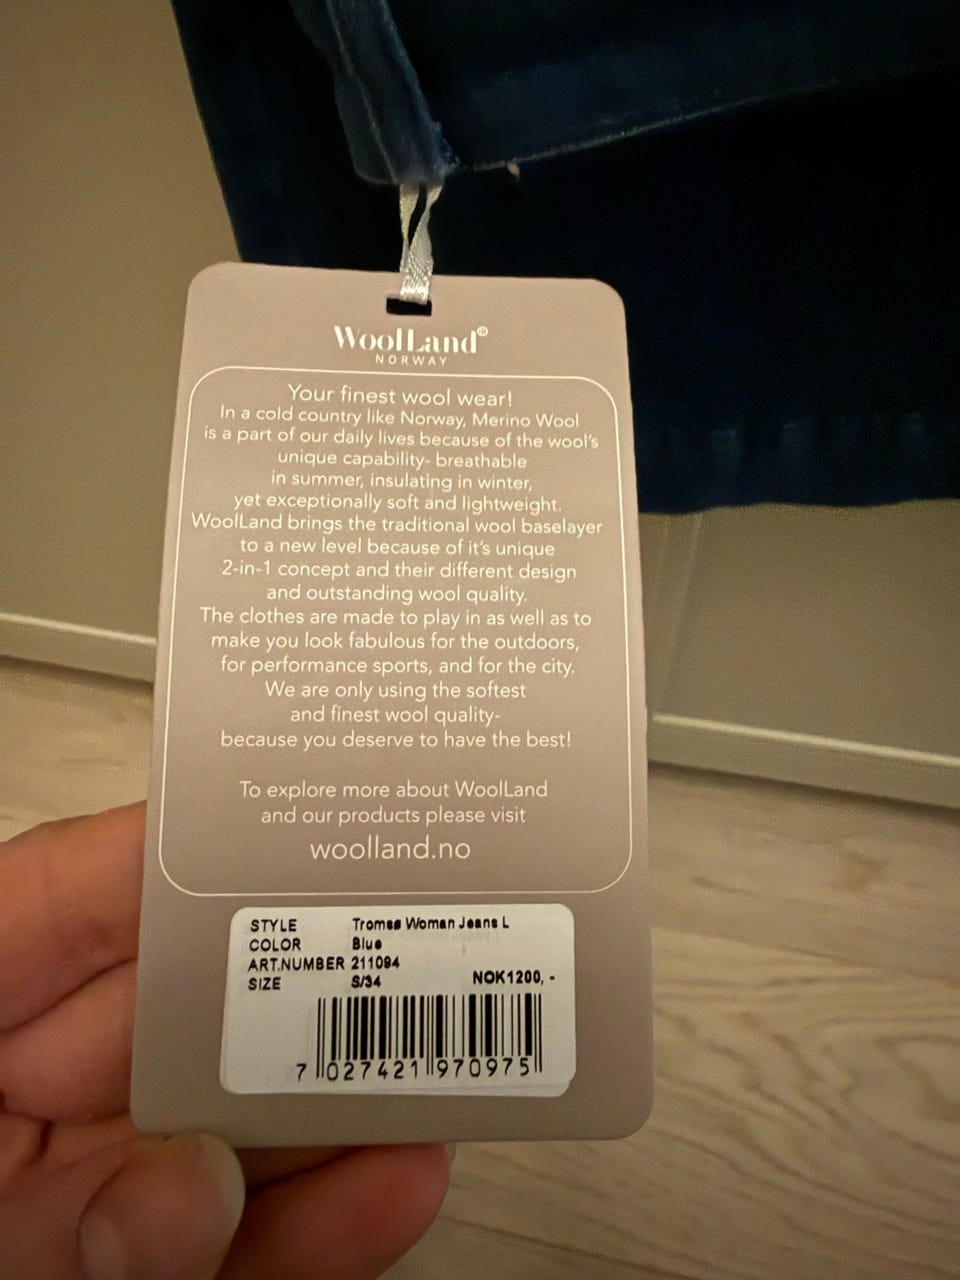 WoolLand®
NORWAY
Your finest wool wear!
In a cold country like Norway, Merino Wool
is a part of our daily lives because of the wool's
unique capability- breathable
in summer, insulating in winter,
yet exceptionally soft and lightweight.
WoolLand brings the traditional wool baselayer
to a new level because of it's unique
2-in-1 concept and their different design
and outstanding wool quality.
The clothes are made to play in as well as to
make you look fabulous for the outdoors,
for performance sports, and for the city.
We are only using the softest
and finest wool quality-
because you deserve to have the best!
To explore more about WoolLand
and our products please visit
woolland.no
STYLE Tromsø Woman Jeans L
COLOR Blue
ART.NUMBER 211094
SIZE S/34 NOK1200,-
7 027421 970975